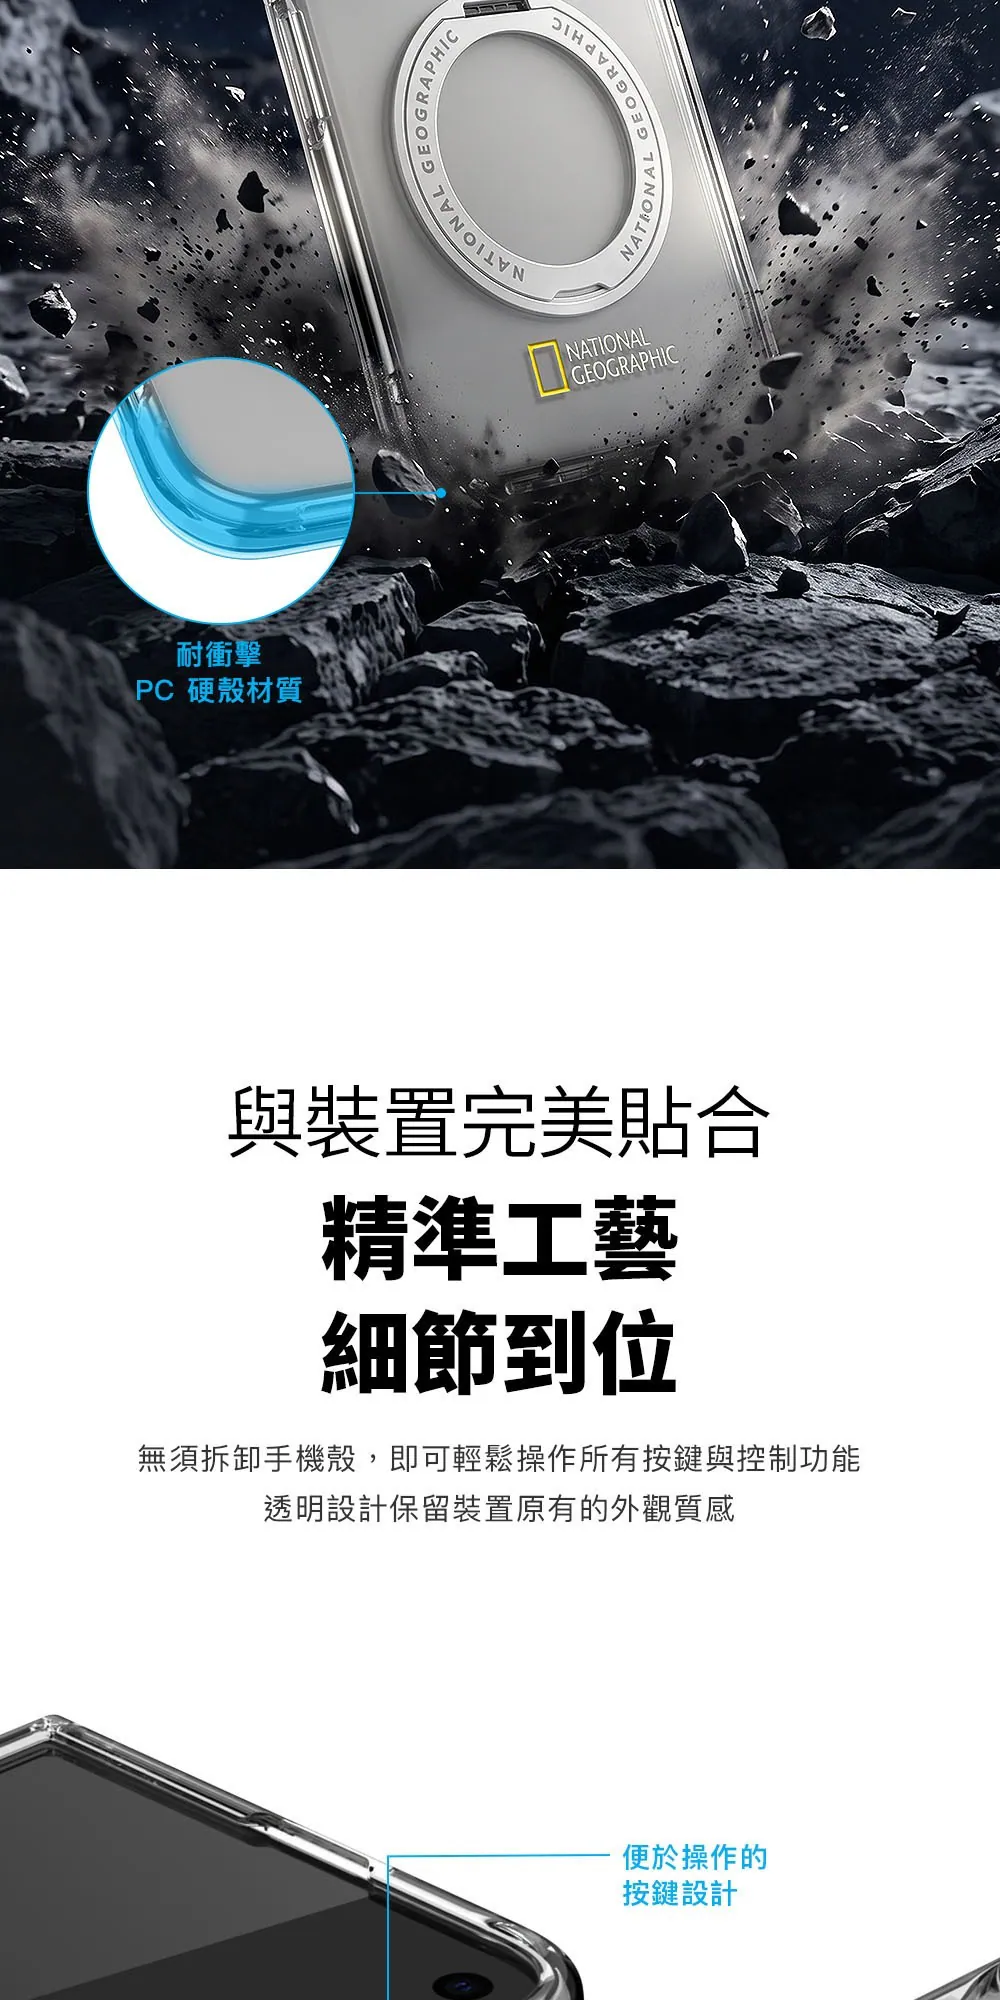 NATIONAL GEOGRAPHIC
NATIONAL GEOGRAPHIC
NATIONAL
GEOGRAPHIC
耐衝擊
PC 硬殼材質
與裝置完美貼合
精準工藝
細節到位
無須拆卸手機殼，即可輕鬆操作所有按鍵與控制功能
透明設計保留裝置原有的外觀質感
便於操作的
按鍵設計